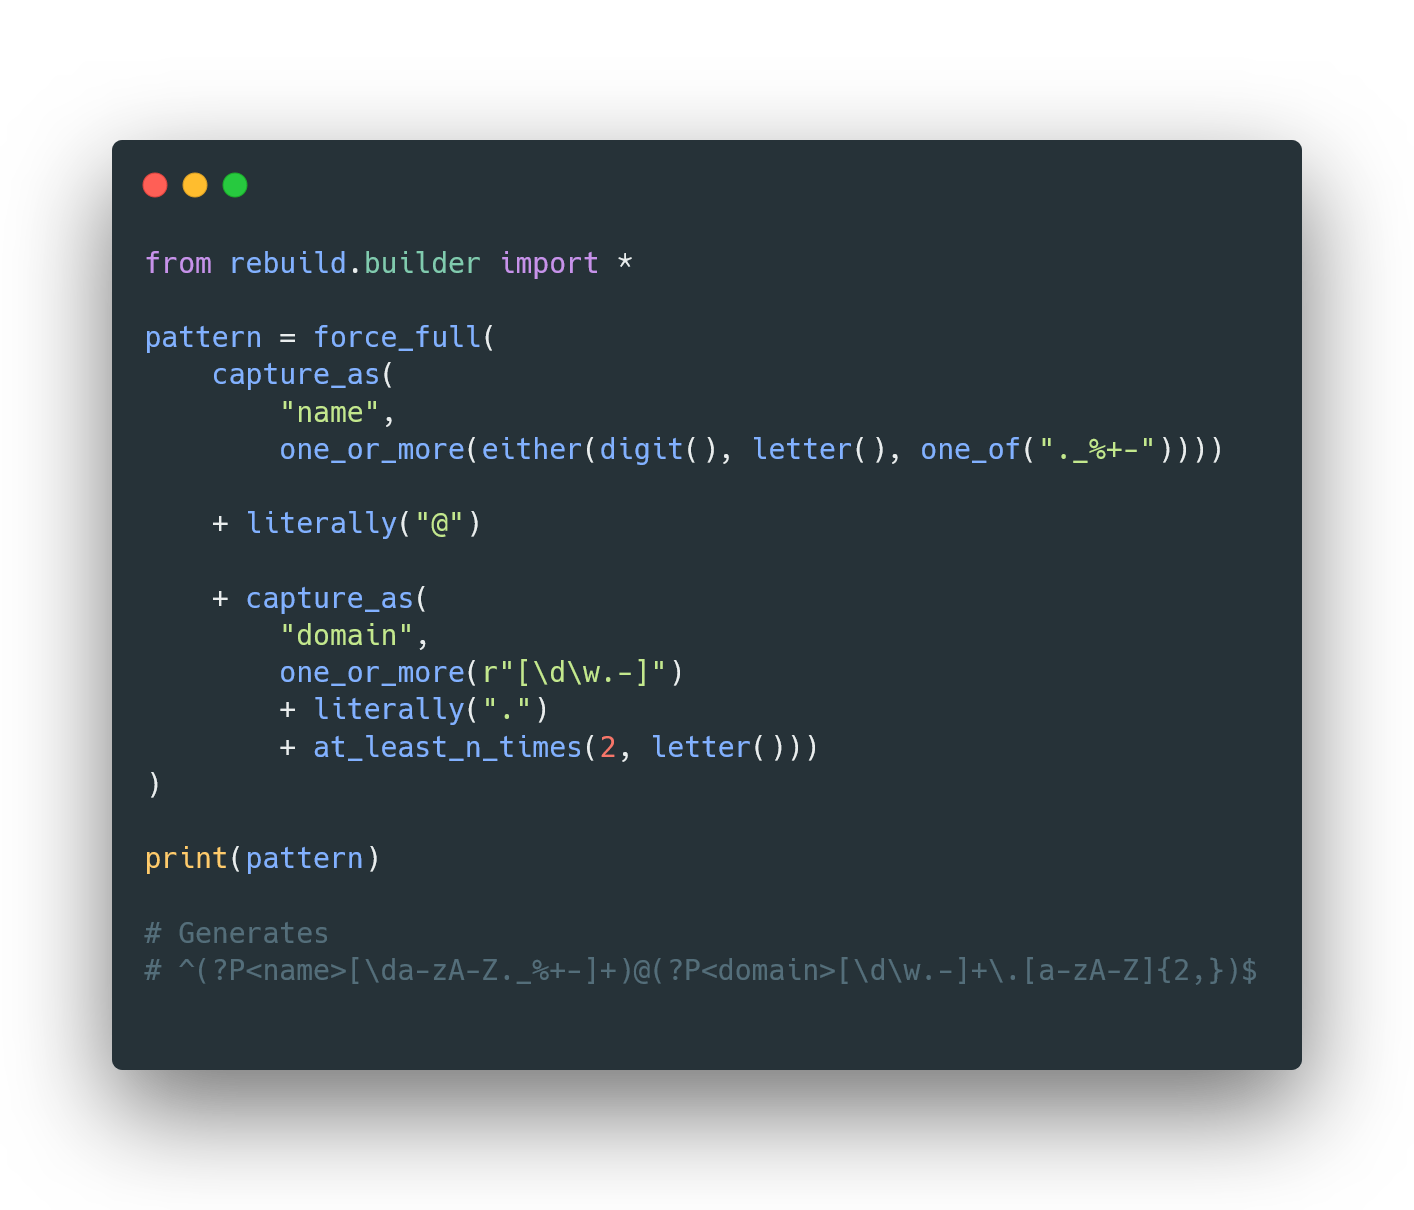 from rebuild.builder import *

pattern = force_full(
    capture_as(
        "name",
        one_or_more(either(digit(), letter(), one_of("._%+-"))))

    + literally("@")

    + capture_as(
        "domain",
        one_or_more(r"[\d\w.-]")
        + literally(".")
        + at_least_n_times(2, letter()))
)

print(pattern)

# Generates
# ^(?P<name>[\da-zA-Z._%+-]+)@(?P<domain>[\d\w.-]+\.[a-zA-Z]{2,})$